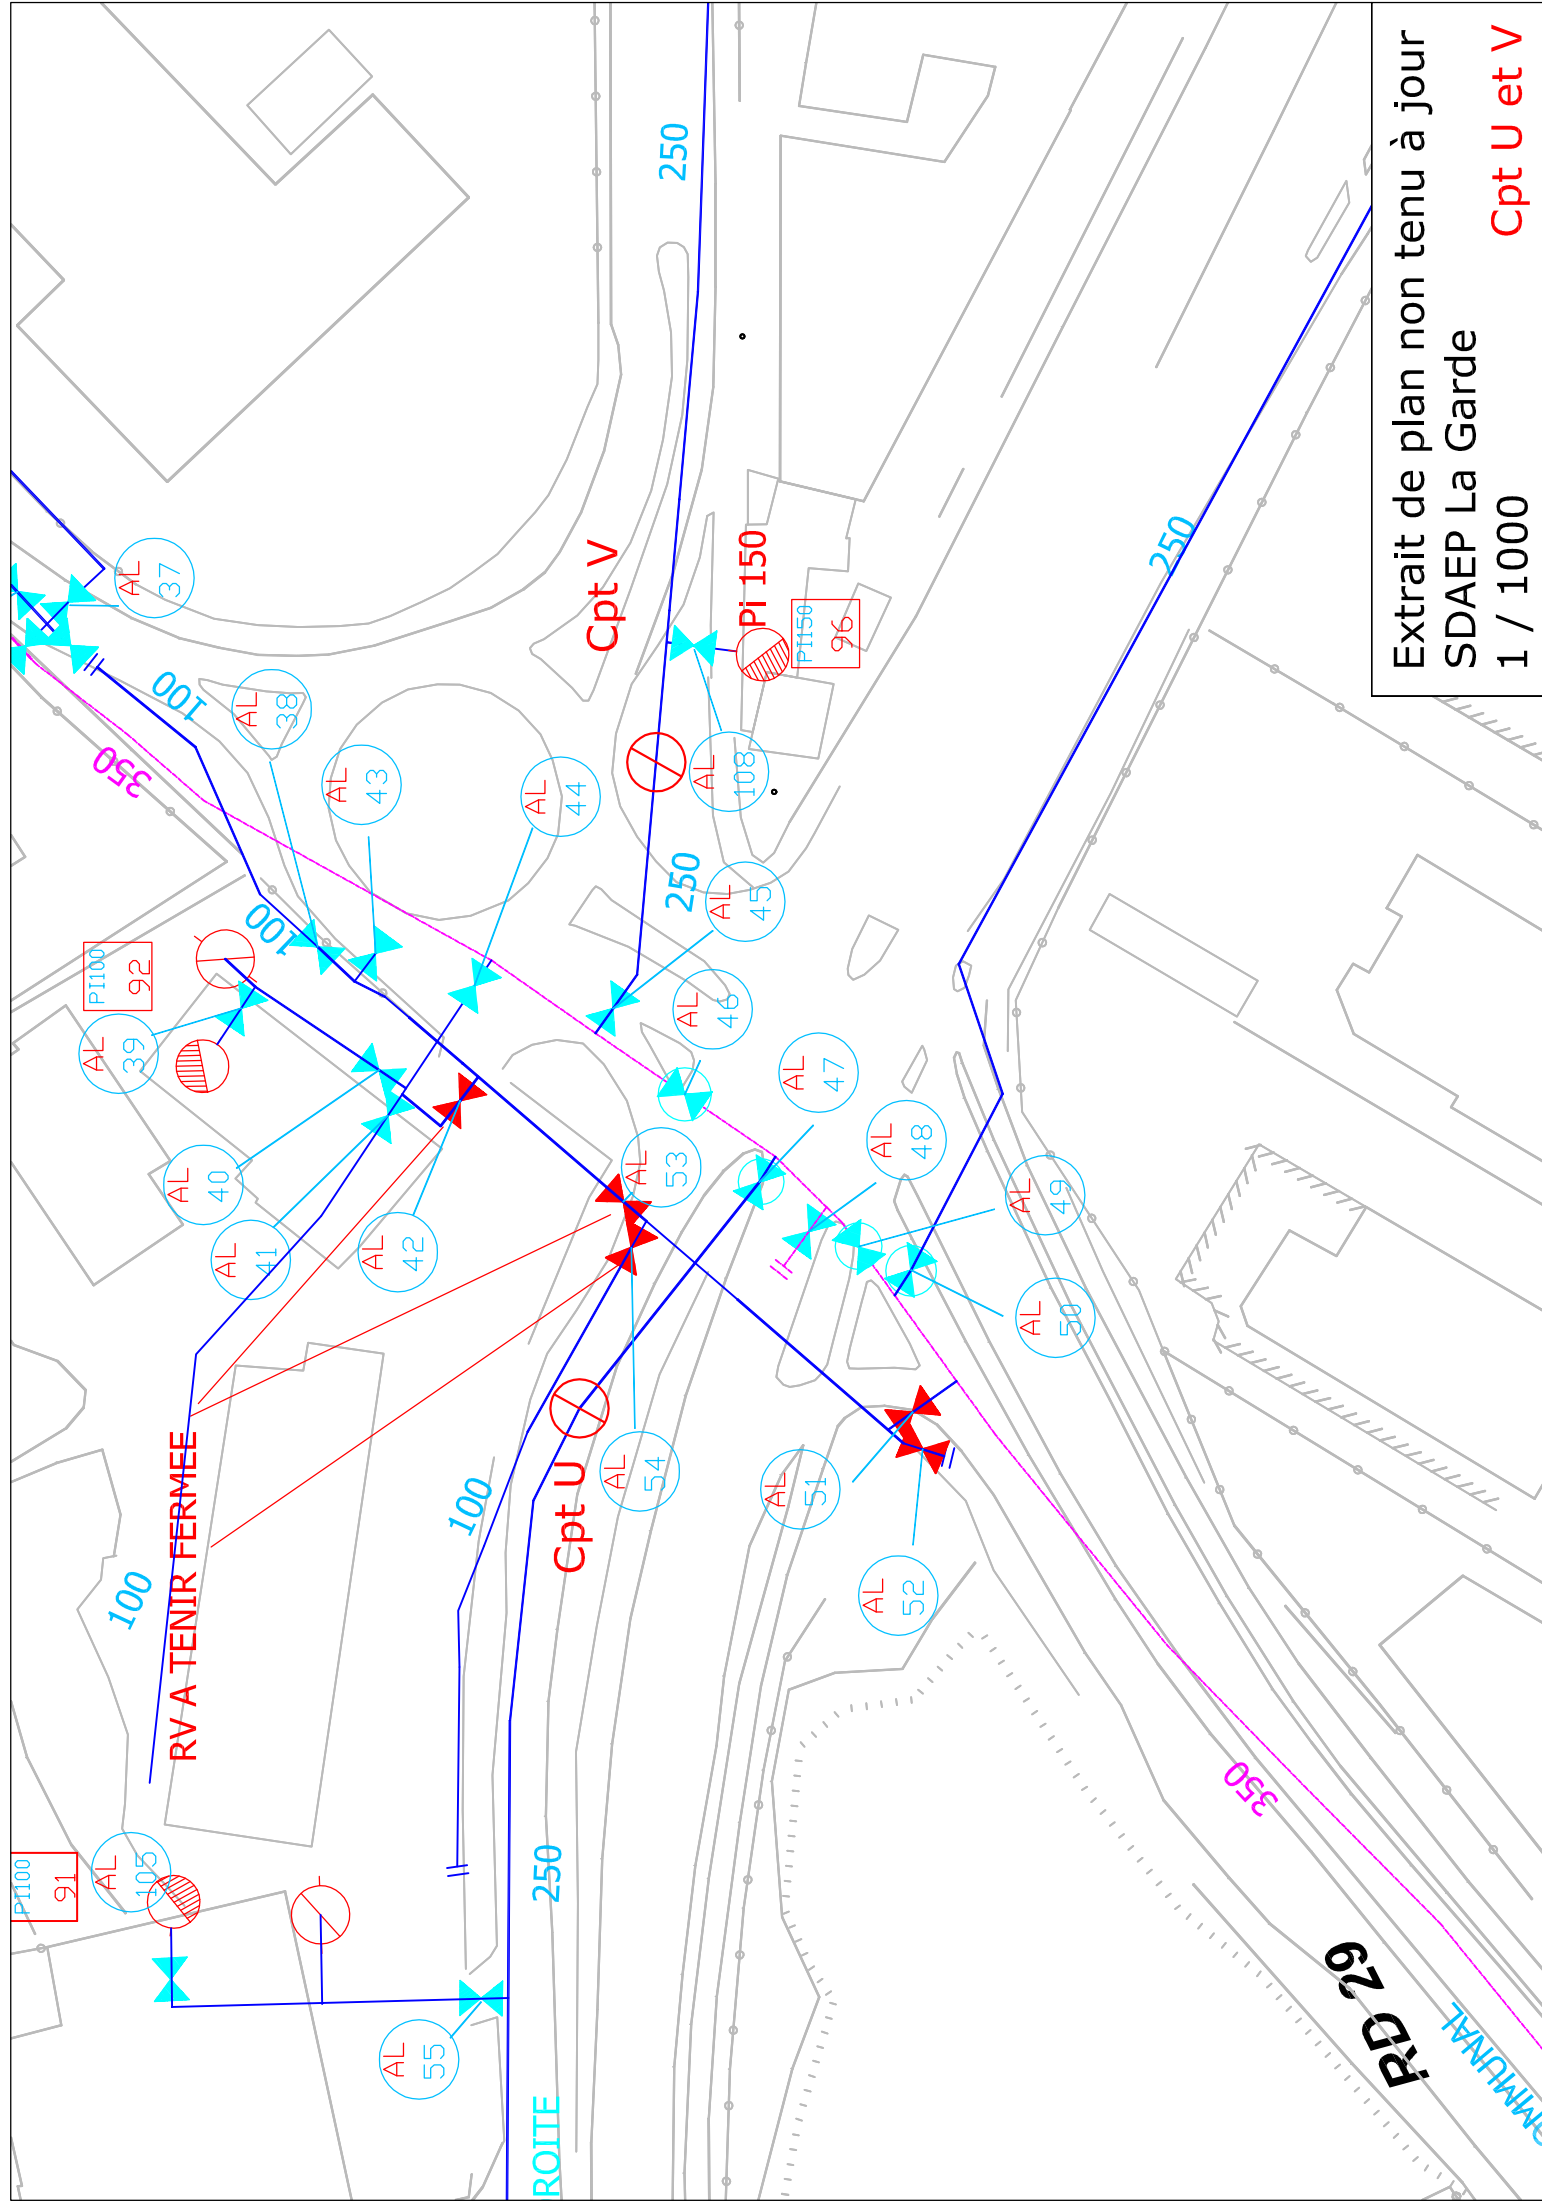 Extrait de plan non tenu à jour
SDAEP La Garde
1 / 1000
Cpt U et V
PI100
91
AL
105
100
RV A TENIR FERMEE
AL
41
AL
40
AL
39
PI100
92
100
350
100
AL
38
AL
37
AL
43
AL
42
100
AL
55
ROITE
250
Cpt U
AL
54
AL
53
AL
44
Cpt V
250
250
AL
45
AL
46
AL
108
Pi 150
PI150
96
AL
47
AL
48
AL
51
AL
52
AL
49
AL
50
250
350
RD 29
OMMUNAL